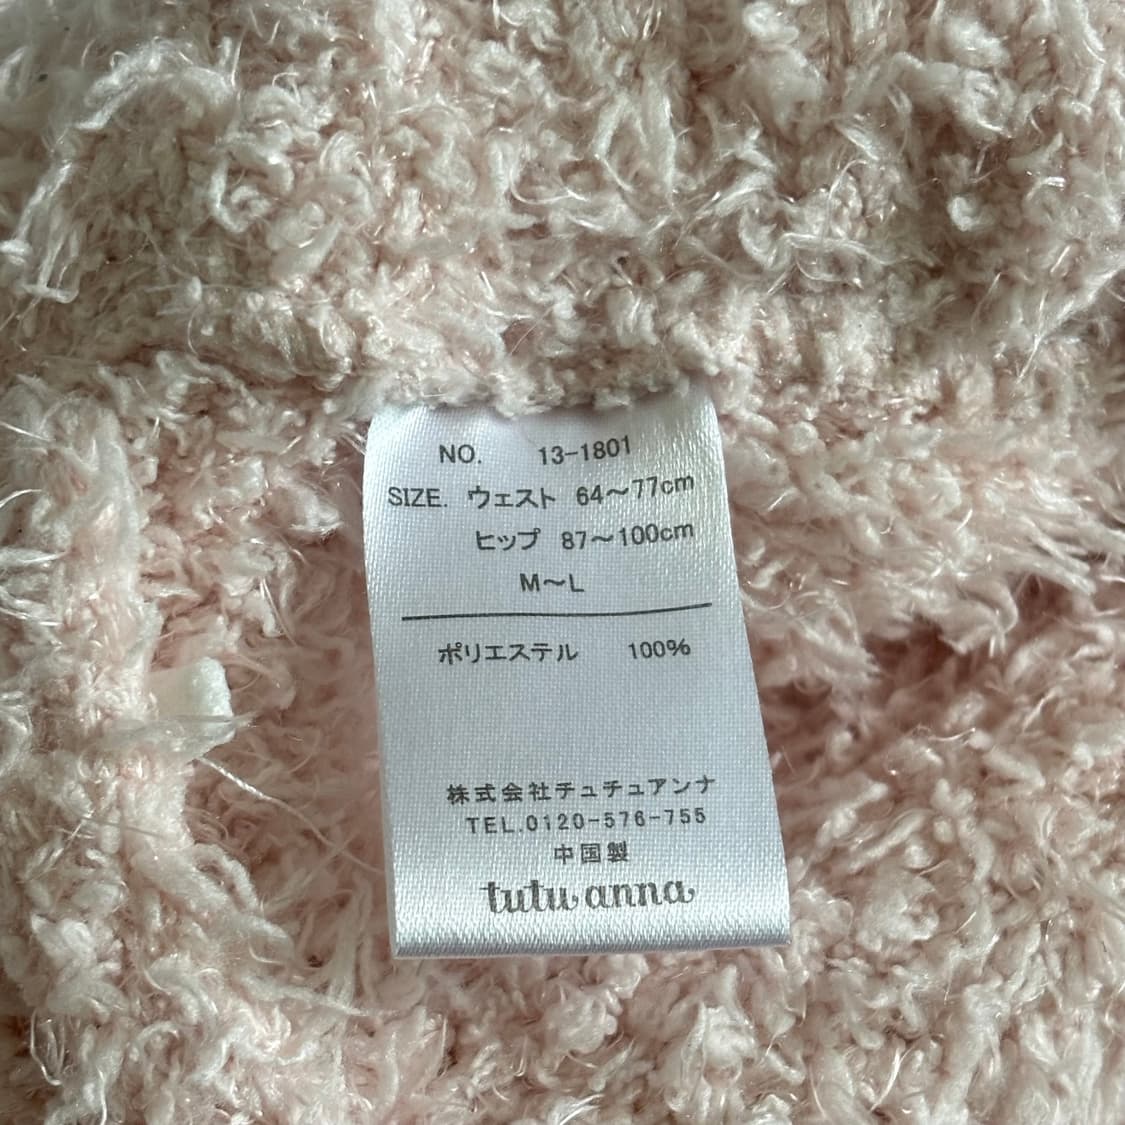 NO. 13-1801
SIZE. ウェスト 64～77cm
ヒップ 87～100cm
M～L
ポリエステル 100%
株式会社チュチュアンナ
TEL.0120-576-755
中国製
tutu anna